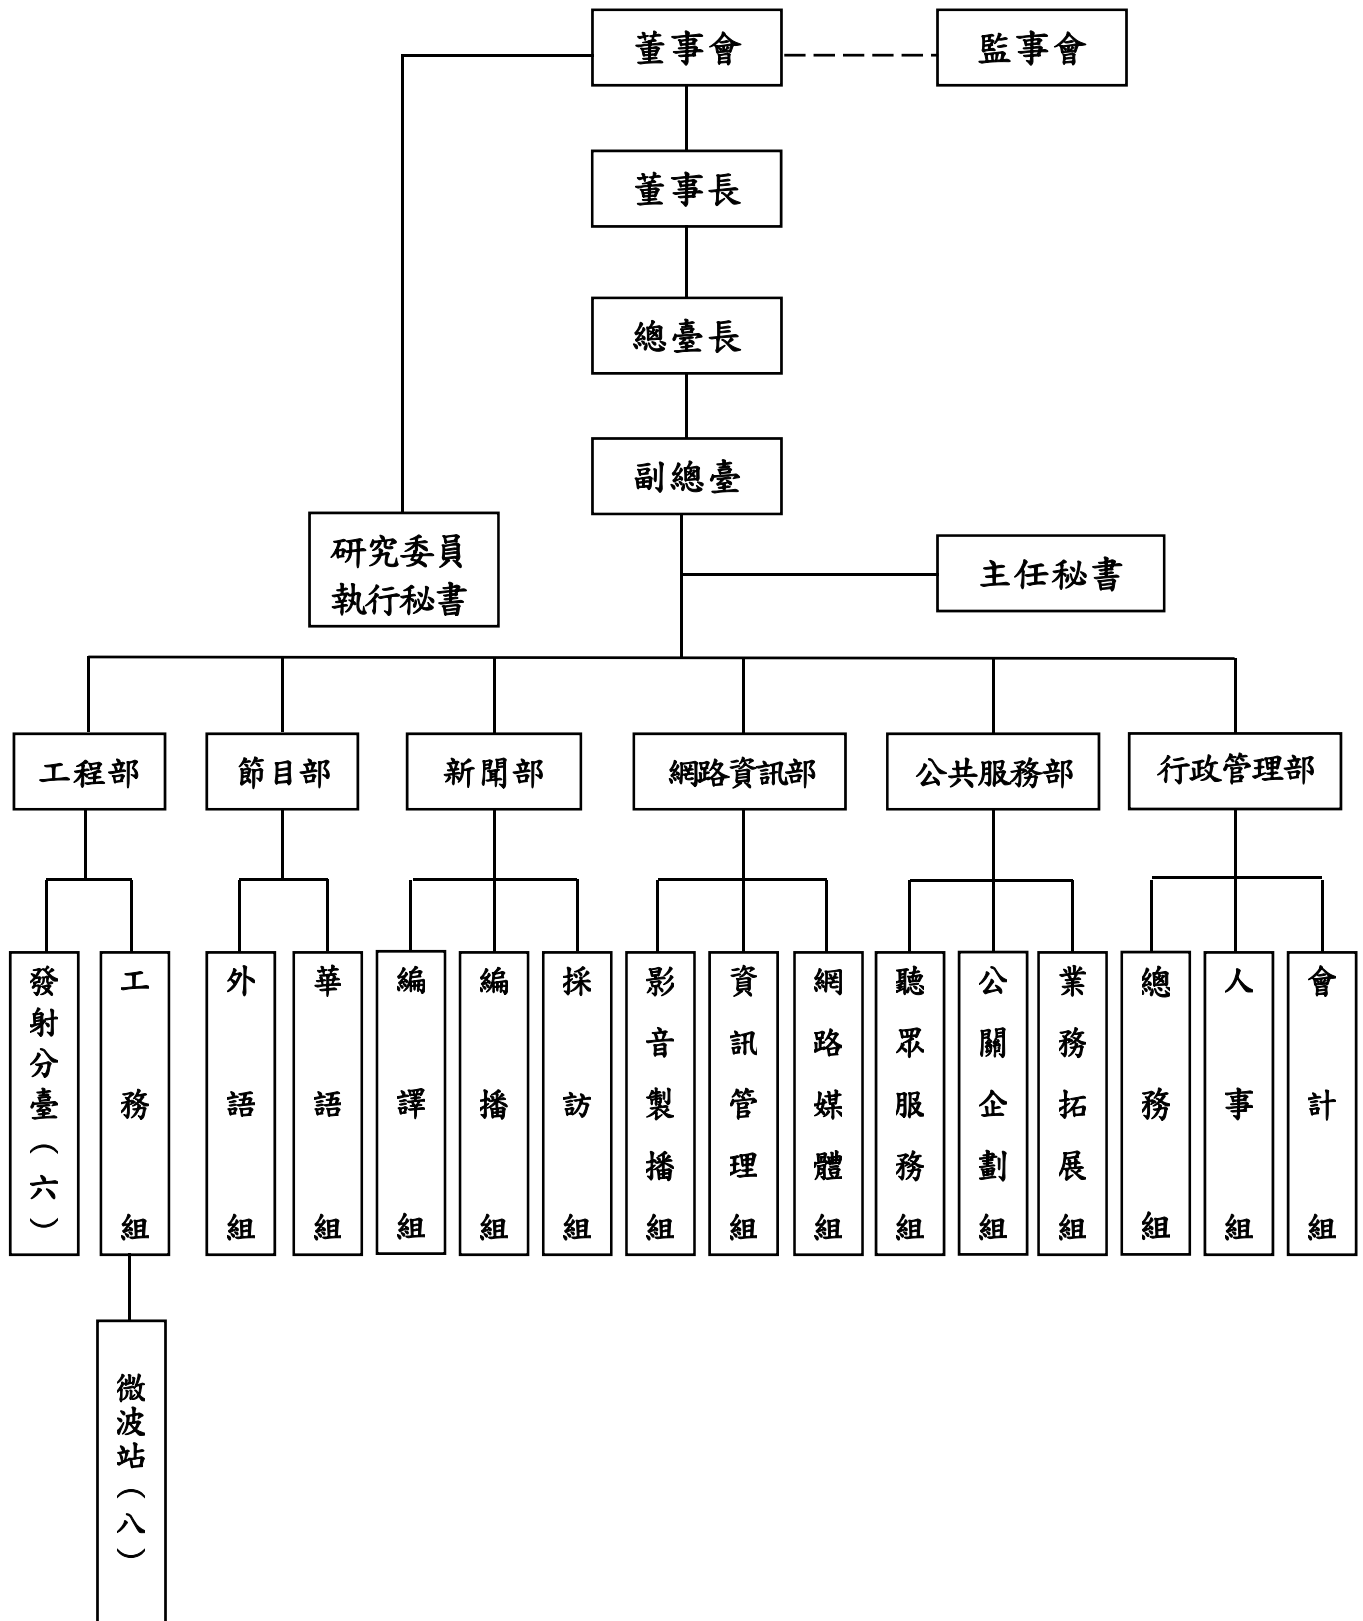 董事會
監事會
董事長
總臺長
副總臺
研究委員
執行秘書
主任秘書
工程部
節目部
新聞部
網路資訊部
公共服務部
行政管理部
發射分臺（六）
工務組
外語組
華語組
編譯組
編播組
採訪組
影音製播組
資訊管理組
網路媒體組
聽眾服務組
公關企劃組
業務拓展組
總務組
人事組
會計組
微波站（八）